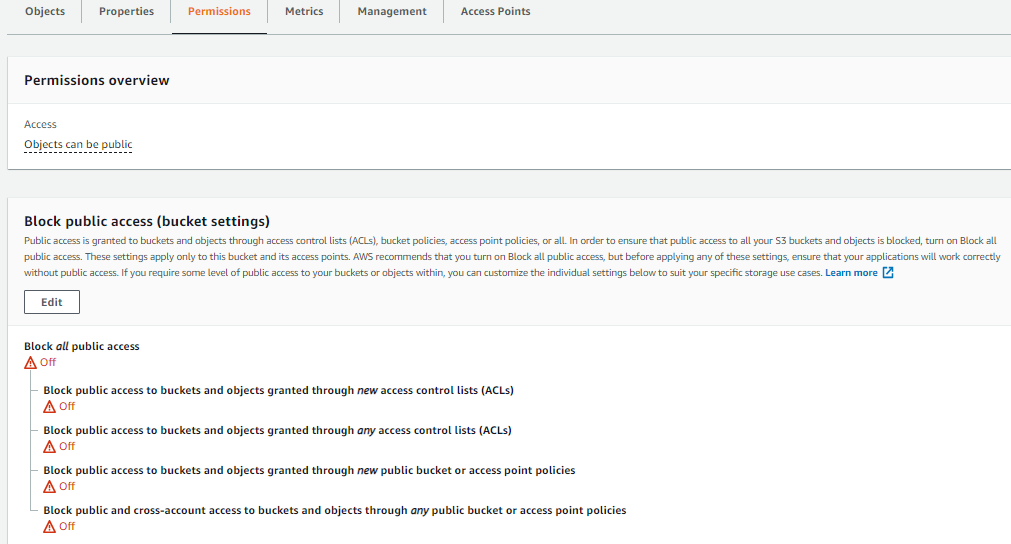 Objects Properties Permissions Metrics Management Access Points
Permissions overview
Access
Objects can be public
Block public access (bucket settings)
Public access is granted to buckets and objects through access control lists (ACLs), bucket policies, access point policies, or all. In order to ensure that public access to all your S3 buckets and objects is blocked, turn on Block all
public access. These settings apply only to this bucket and its access points. AWS recommends that you turn on Block all public access, but before applying any of these settings, ensure that your applications will work correctly
without public access. If you require some level of public access to your buckets or objects within, you can customize the individual settings below to suit your specific storage use cases. Learn more
Edit
Block all public access
Off
Block public access to buckets and objects granted through new access control lists (ACLs)
Off
Block public access to buckets and objects granted through any access control lists (ACLs)
Off
Block public access to buckets and objects granted through new public bucket or access point policies
Off
Block public and cross-account access to buckets and objects through any public bucket or access point policies
Off